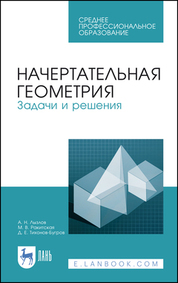 СРЕДНЕЕ
ПРОФЕССИОНАЛЬНОЕ
ОБРАЗОВАНИЕ
НАЧЕРТАТЕЛЬНАЯ
ГЕОМЕТРИЯ
Задачи и решения
А. Н. Лызлов
М. В. Ракитская
Д. Е. Тихонов-Бугров
ЛАНЬ
E.LANBOOK.COM